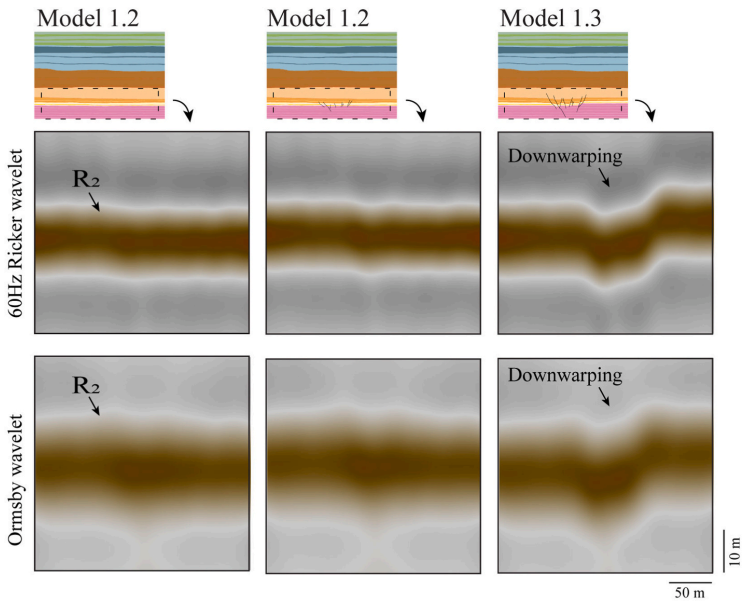 Model 1.2
Model 1.2
Model 1.3
60Hz Ricker wavelet
R₂
Downwarping
Ormsby wavelet
R₂
Downwarping
10 m
50 m